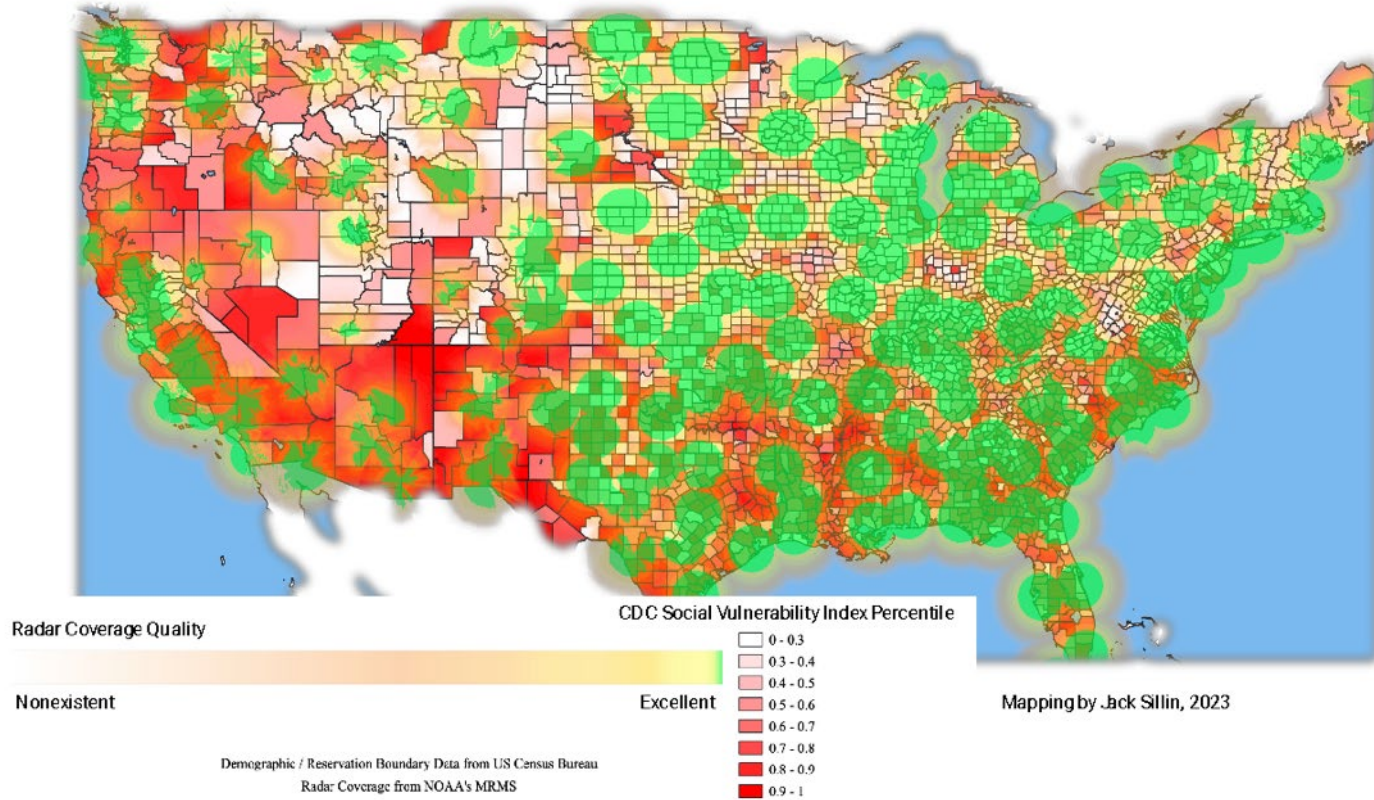 CDC Social Vulnerability Index Percentile
Radar Coverage Quality
Nonexistent
Excellent
0 - 0.3
0.3 - 0.4
0.4 - 0.5
0.5 - 0.6
0.6 - 0.7
0.7 - 0.8
0.8 - 0.9
0.9 - 1
Mapping by Jack Sillin, 2023
Demographic / Reservation Boundary Data from US Census Bureau
Radar Coverage from NOAA's MRMS